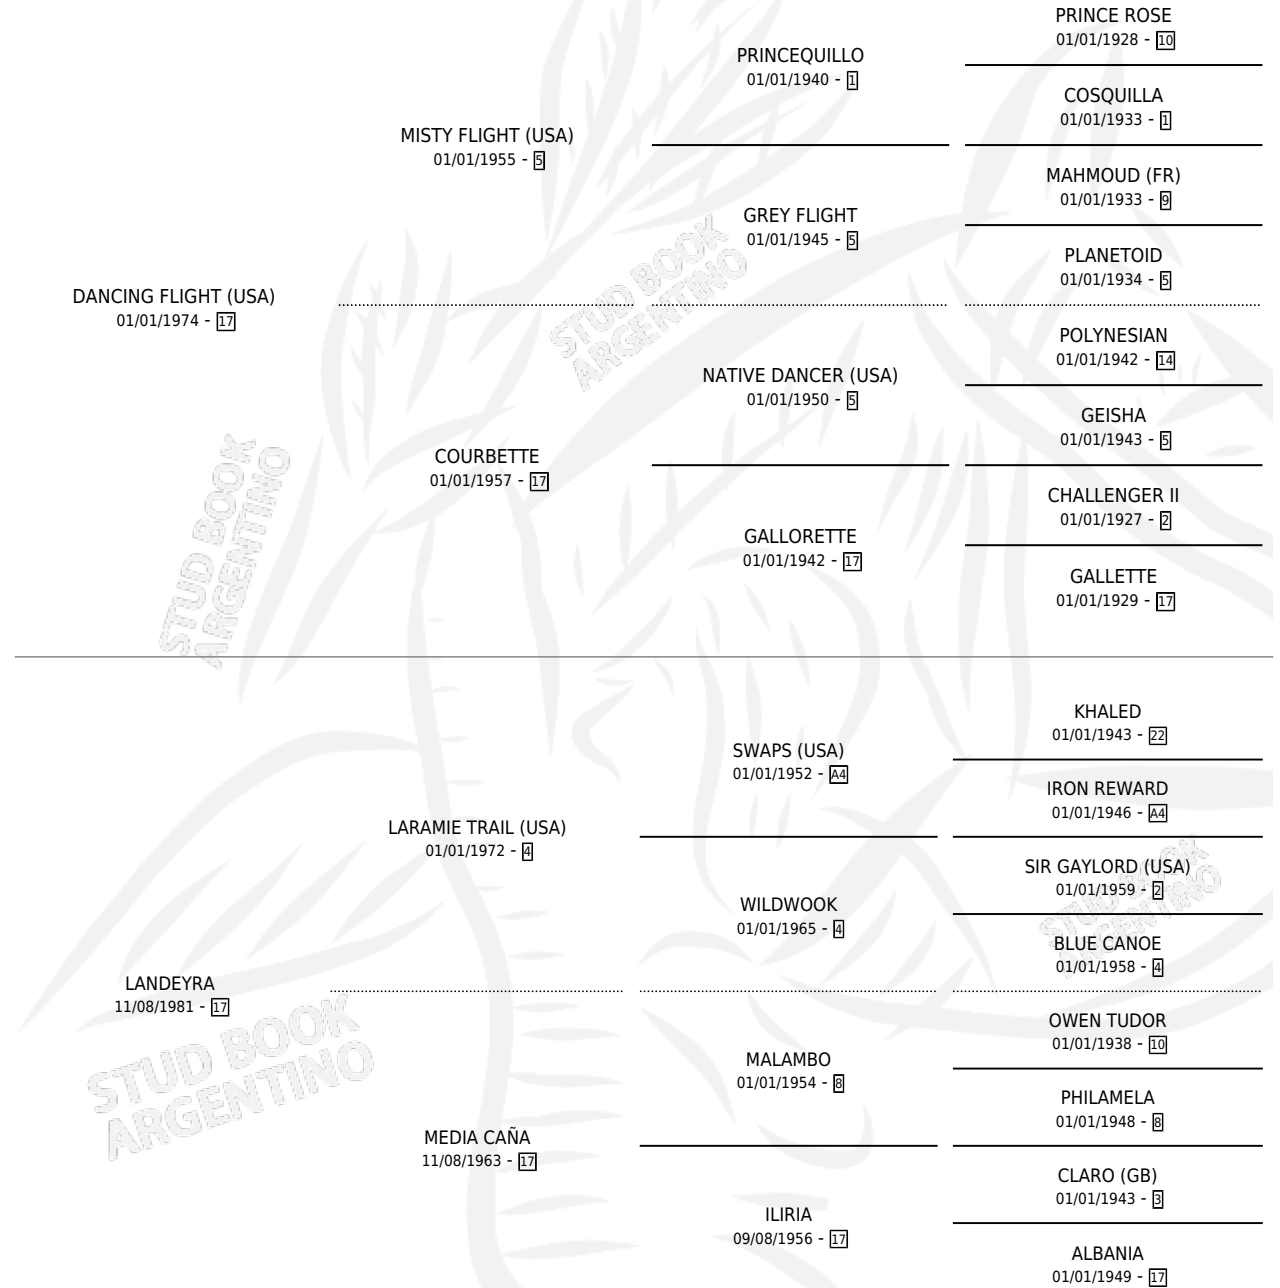 PRINCE ROSE
01/01/1928 - 10
PRINCEQUILLO
01/01/1940 - 1
COSQUILLA
01/01/1933 - 1
MISTY FLIGHT (USA)
01/01/1955 - 5
MAHMOUD (FR)
01/01/1933 - 9
GREY FLIGHT
01/01/1945 - 5
PLANETOID
01/01/1934 - 5
DANCING FLIGHT (USA)
01/01/1974 - 17
POLYNESIAN
01/01/1942 - 14
NATIVE DANCER (USA)
01/01/1950 - 5
GEISHA
01/01/1943 - 5
COURBETTE
01/01/1957 - 17
CHALLENGER II
01/01/1927 - 2
GALLORETTE
01/01/1942 - 17
GALLETTE
01/01/1929 - 17
KHALED
01/01/1943 - 22
SWAPS (USA)
01/01/1952 - A4
IRON REWARD
01/01/1946 - A4
LARAMIE TRAIL (USA)
01/01/1972 - 4
SIR GAYLORD (USA)
01/01/1959 - 2
WILDWOOK
01/01/1965 - 4
BLUE CANOE
01/01/1958 - 4
LANDEYRA
11/08/1981 - 17
OWEN TUDOR
01/01/1938 - 10
MALAMBO
01/01/1954 - 8
PHILAMELA
01/01/1948 - 8
MEDIA CAÑA
11/08/1963 - 17
CLARO (GB)
01/01/1943 - 3
ILIRIA
09/08/1956 - 17
ALBANIA
01/01/1949 - 17
STUD BOOK
ARGENTINO
STUD BOOK
ARGENTINO
STUD BOOK
ARGENTINO
STUD BOOK
ARGENTINO